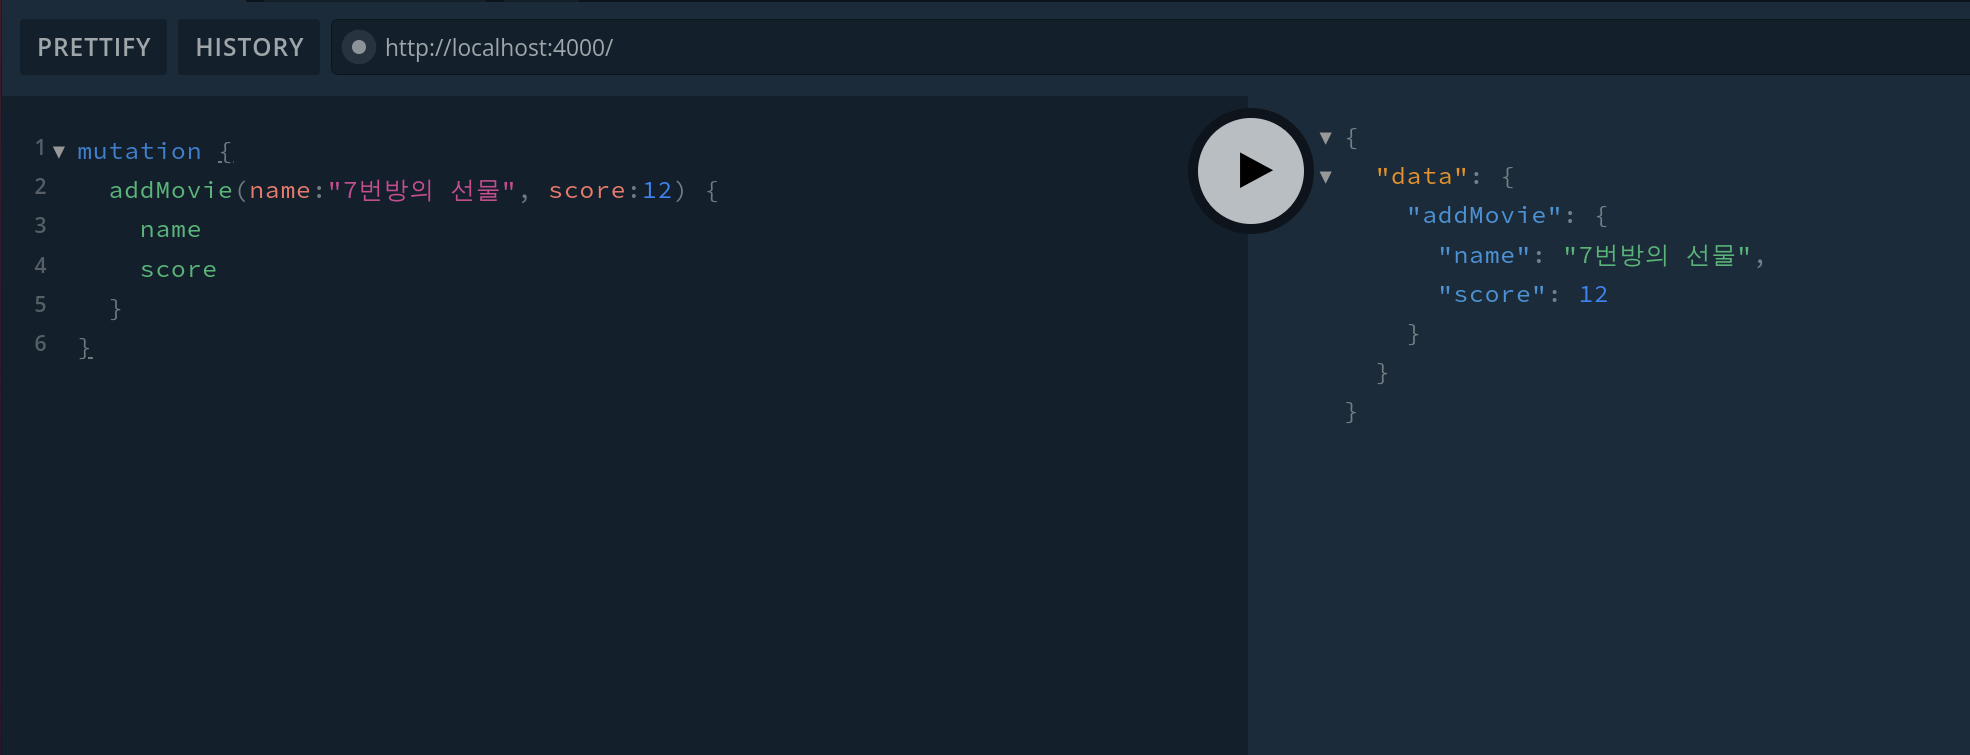 PRETTIFY HISTORY http://localhost:4000/
1 mutation {
2 addMovie(name:"7번방의 선물", score:12) {
3 name
4 score
5 }
6 }
{
"data": {
"addMovie": {
"name": "7번방의 선물",
"score": 12
}
}
}